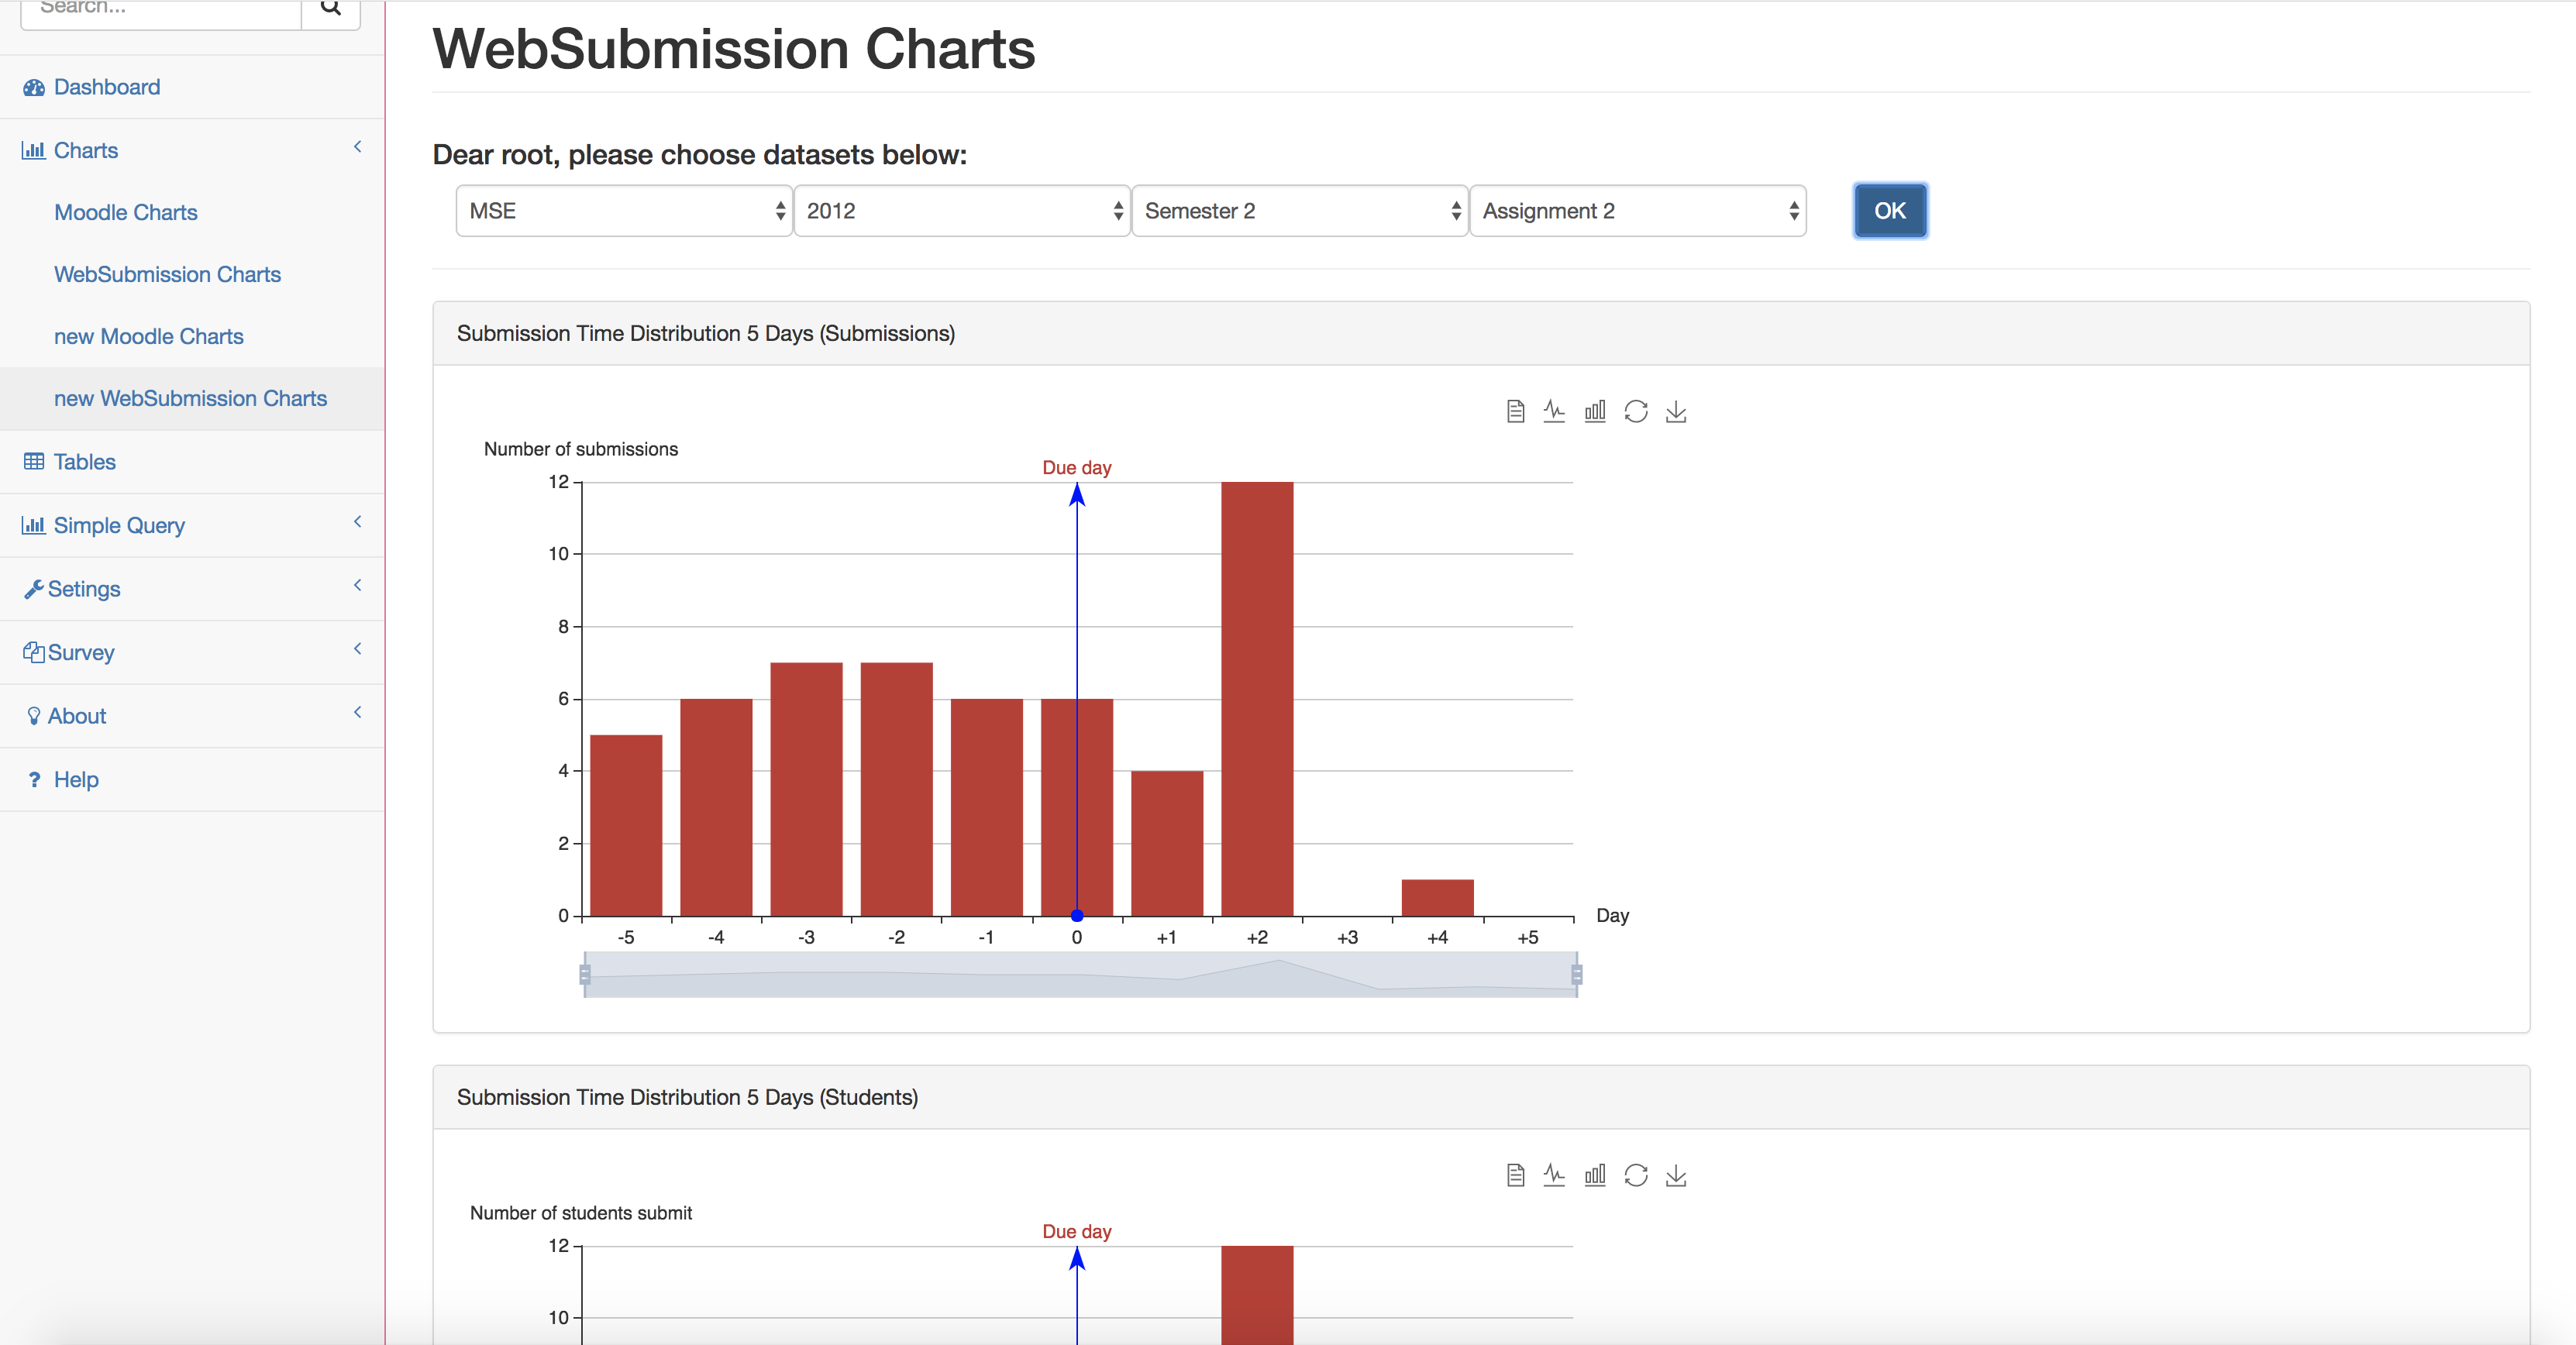 Search...
Dashboard
Charts
Moodle Charts
WebSubmission Charts
new Moodle Charts
new WebSubmission Charts
Tables
Simple Query
Setings
Survey
About
? Help
WebSubmission Charts
Dear root, please choose datasets below:
MSE 2012 Semester 2 Assignment 2 OK
Submission Time Distribution 5 Days (Submissions)
Number of submissions
Due day
12
10
8
6
4
2
0
Day
-5 -4 -3 -2 -1 0 +1 +2 +3 +4 +5
Submission Time Distribution 5 Days (Students)
Number of students submit
Due day
12
10